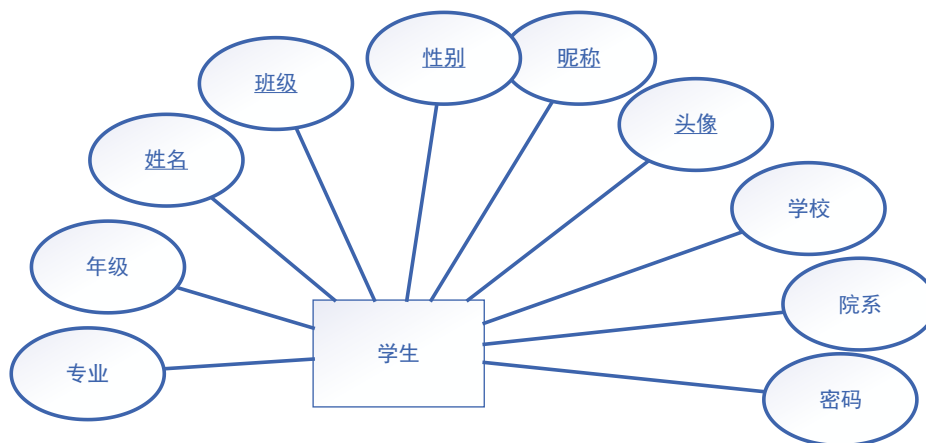 性别
昵称
班级
头像
姓名
学校
年级
院系
学生
专业
密码